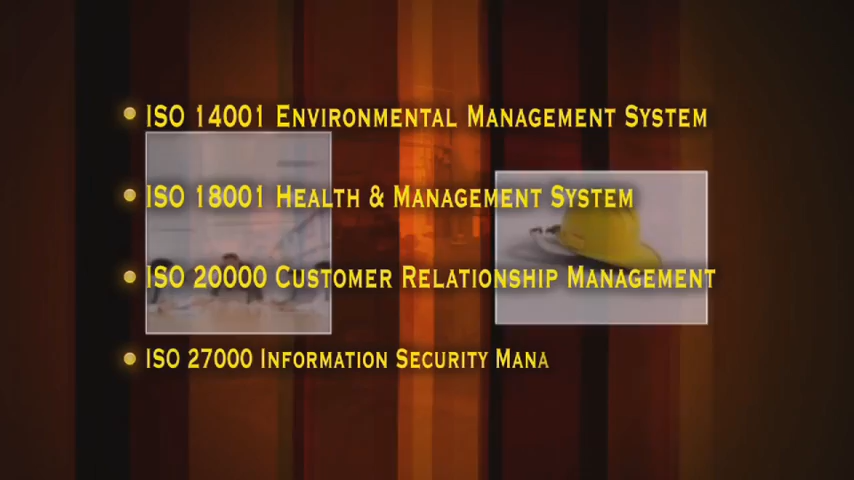 ISO 14001 Environmental Management System
ISO 18001 Health & Management System
ISO 20000 Customer Relationship Management
ISO 27000 Information Security Mana